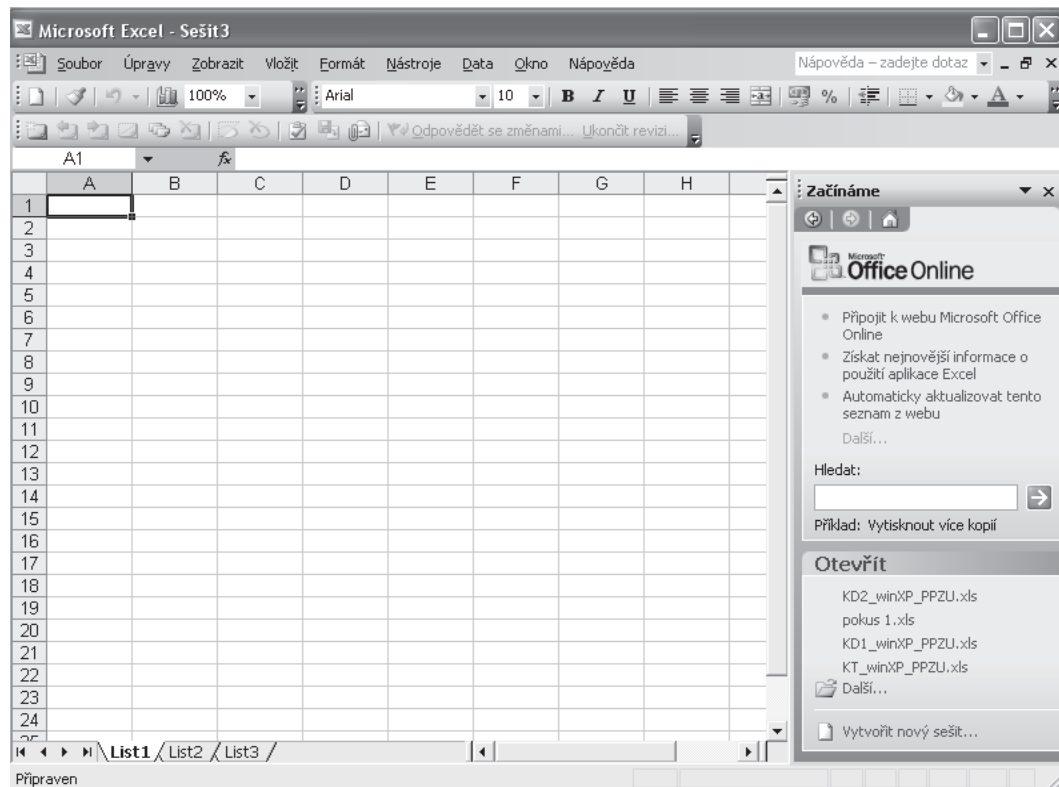 Microsoft Excel - Sešit3
Soubor Úpravy Zobrazit Vložit Formát Nástroje Data Okno Nápověda Nápověda – zadejte dotaz
100% Arial 10 B I U %
Odpovědět se změnami... Ukončit revizi...
A1 fx
A B C D E F G H
1
2
3
4
5
6
7
8
9
10
11
12
13
14
15
16
17
18
19
20
21
22
23
24
25
List1 List2 List3
Připraven
Začínáme
Microsoft
Office Online
Připojit k webu Microsoft Office
Online
Získat nejnovější informace o
použití aplikace Excel
Automaticky aktualizovat tento
seznam z webu
Další...
Hledat:
Příklad: Vytisknout více kopií
Otevřít
KD2_winXP_PPZU.xls
pokus 1.xls
KD1_winXP_PPZU.xls
KT_winXP_PPZU.xls
Další...
Vytvořit nový sešit...